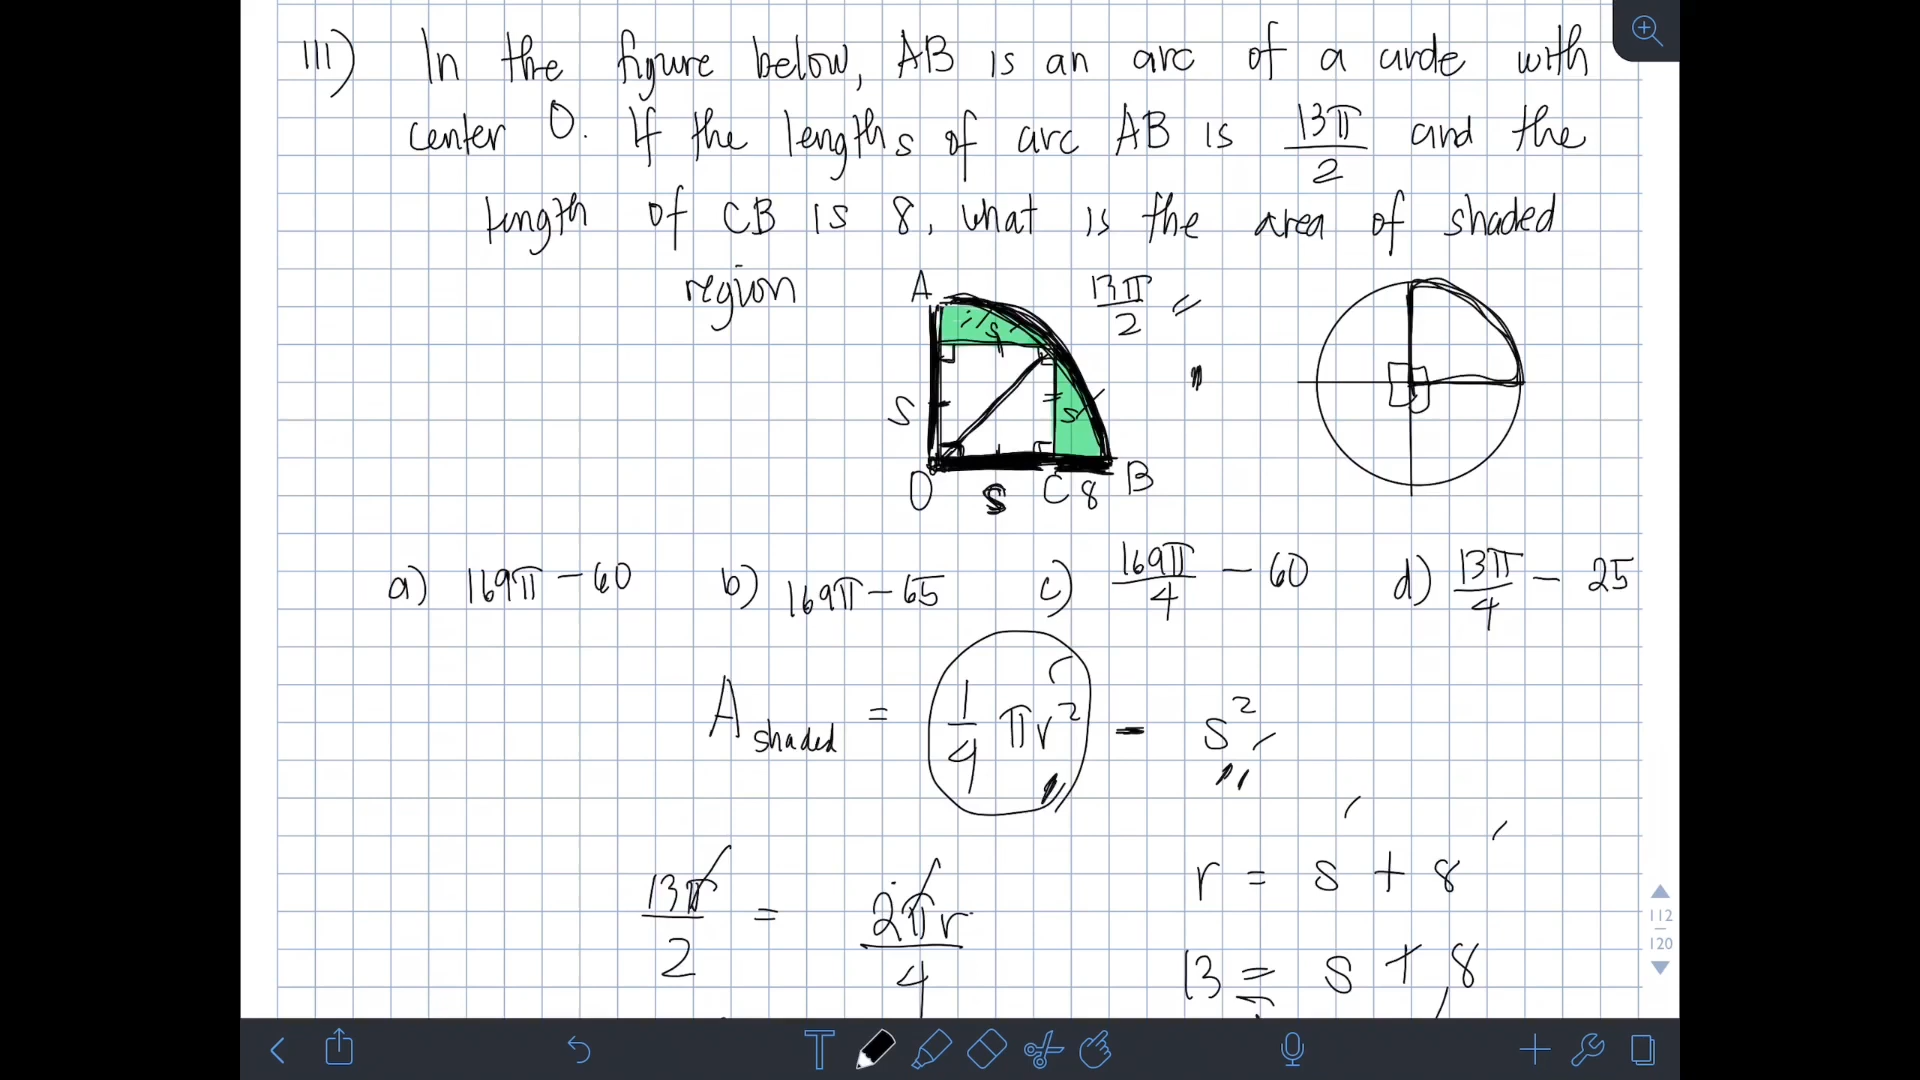 111) In the figure below, AB is an arc of a circle with
center O. If the lengths of arc AB is 13π/2 and the
length of CB is 8, what is the area of shaded
region
A 13π/2 =
s
s s
O s C 8 B
a) 169π - 60 b) 169π - 65 c) 169π/4 - 60 d) 13π/4 - 25
A shaded = 1/4 πr² - s²
r = s + 8
13π/2 = 2πr/4
13 = s + 8
112
120
T